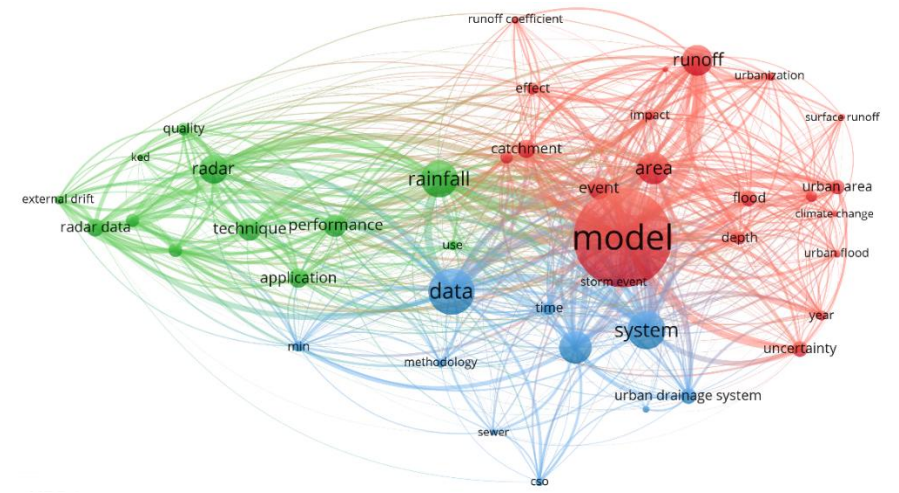 runoff coefficient
runoff
urbanization
effect
impact
surface runoff
quality
catchment
ked
radar
rainfall
area
event
urban area
external drift
flood
climate change
radar data
technique
performance
model
depth
use
urban flood
application
storm event
data
time
year
system
min
methodology
uncertainty
urban drainage system
sewer
cso